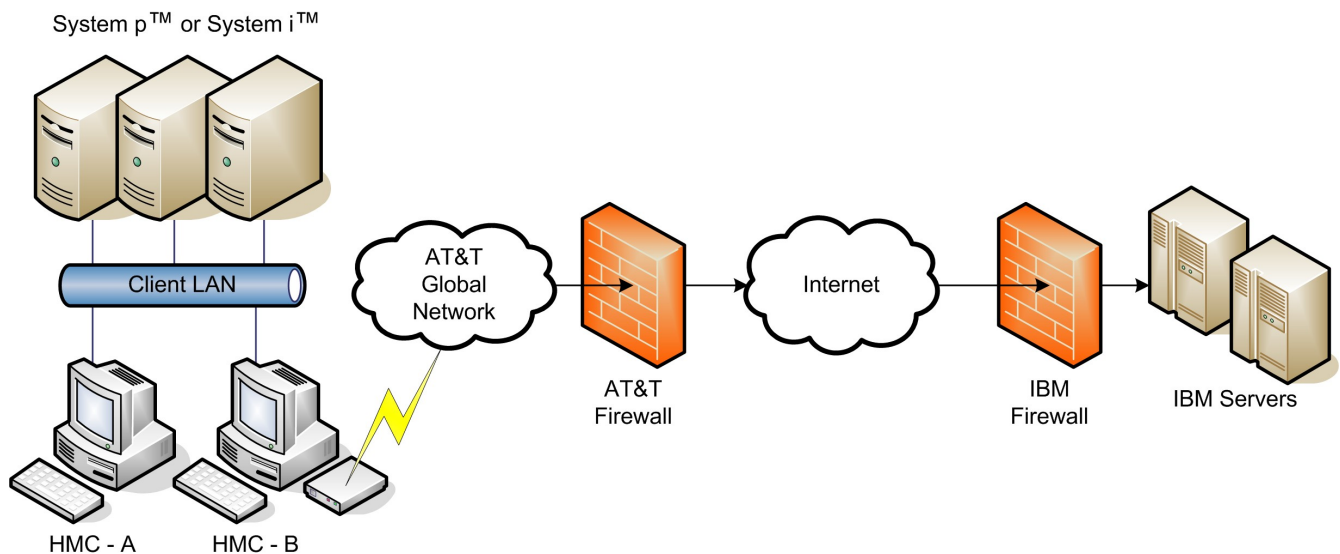 System p™ or System i™
Client LAN
AT&T
Global
Network
Internet
AT&T
Firewall
IBM
Firewall
IBM Servers
HMC - A
HMC - B